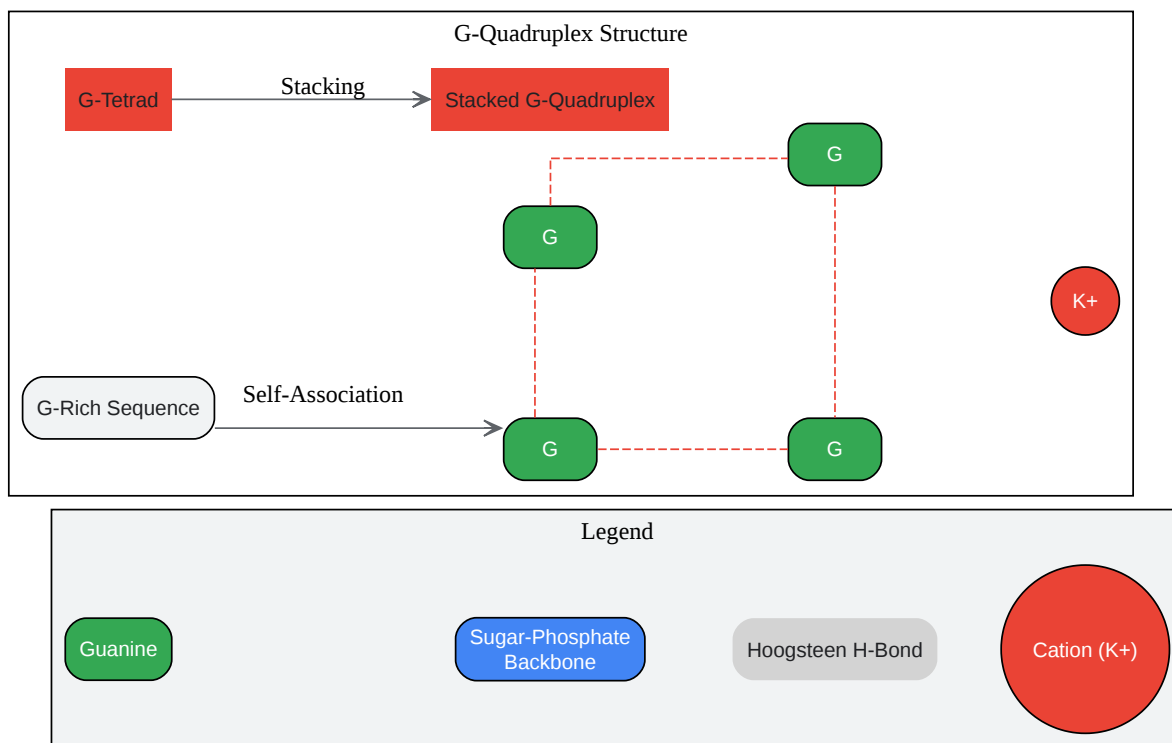 G-Quadruplex Structure
G-Tetrad
Stacking
Stacked G-Quadruplex
G
G
K+
G-Rich Sequence
Self-Association
G
G
Legend
Guanine
Sugar-Phosphate
Backbone
Hoogsteen H-Bond
Cation (K+)